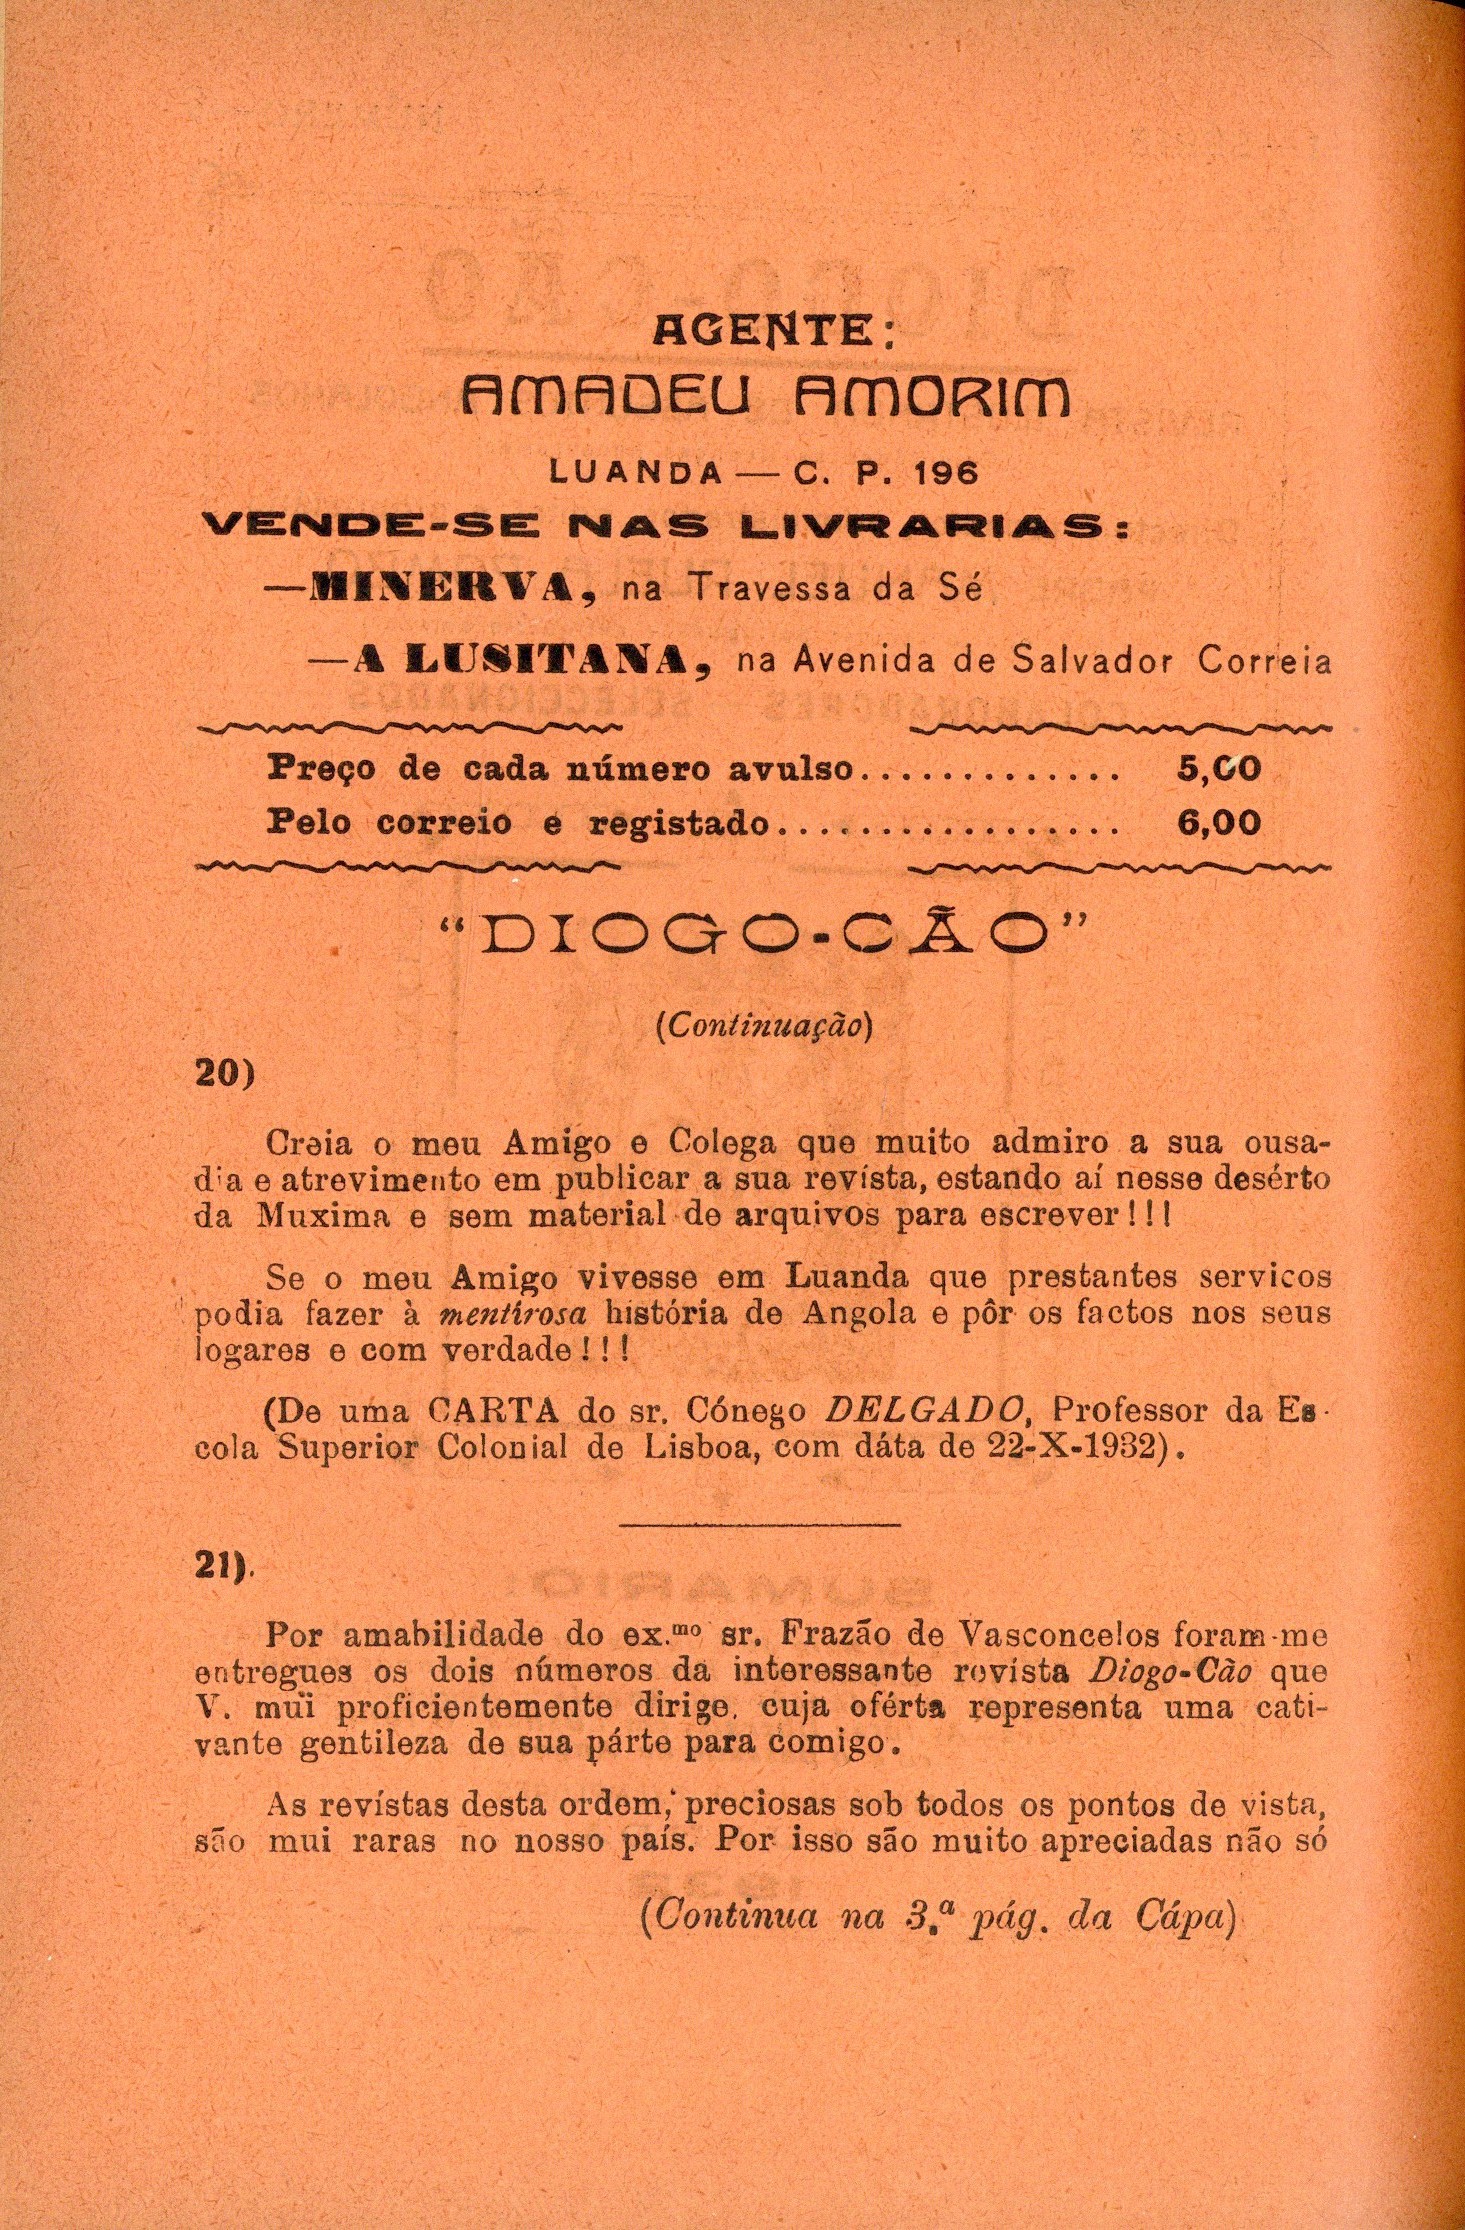 AGENTE:
AMADEU AMORIM
LUANDA — C. P. 196
VENDE-SE NAS LIVRARIAS:
—MINERVA, na Travessa da Sé
—A LUSITANA, na Avenida de Salvador Correia
Preço de cada número avulso............. 5,00
Pelo correio e registado................. 6,00
“DIOGO-CÃO”
(Continuação)
20)
Creia o meu Amigo e Colega que muito admiro a sua ousa-
dia e atrevimento em publicar a sua revísta, estando aí nesse desérto
da Muxima e sem material de arquivos para escrever!!!
Se o meu Amigo vivesse em Luanda que prestantes servicos
podia fazer à mentirosa história de Angola e pôr os factos nos seus
logares e com verdade!!!
(De uma CARTA do sr. Cónego DELGADO, Professor da Es-
cola Superior Colonial de Lisboa, com dáta de 22-X-1932).
21).
Por amabilidade do ex.mo sr. Frazão de Vasconcelos foram-me
entregues os dois números da interessante revísta Diogo-Cão que
V. mùi proficientemente dirige, cuja oférta representa uma cati-
vante gentileza de sua párte para comigo.
As revístas desta ordem, preciosas sob todos os pontos de vista,
são mui raras no nosso país. Por isso são muito apreciadas não só
(Continua na 3.ª pág. da Cápa)